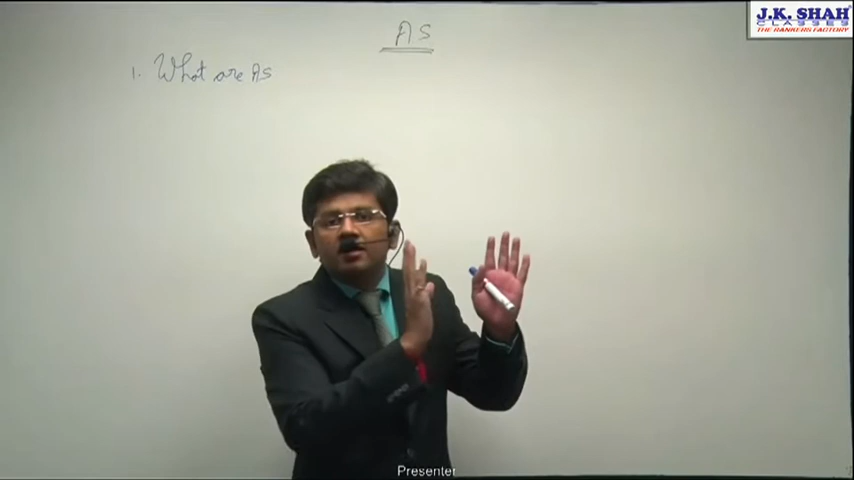 J.K. SHAH
CLASSES
THE RANKERS FACTORY
AS
1. What are AS
Presenter